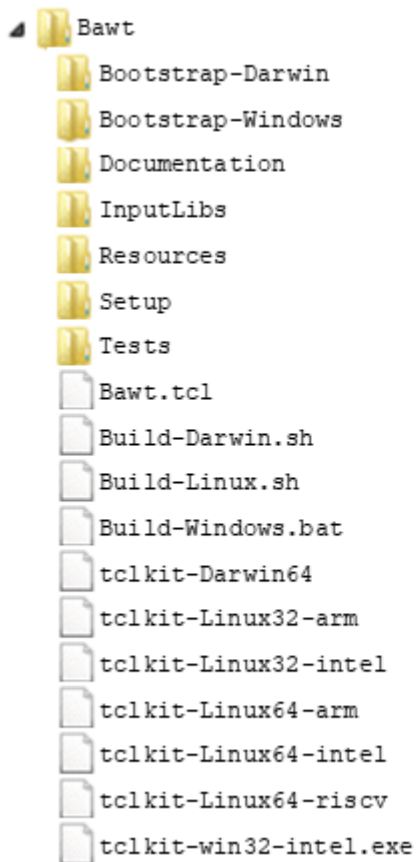 Bawt
Bootstrap-Darwin
Bootstrap-Windows
Documentation
InputLibs
Resources
Setup
Tests
Bawt.tcl
Build-Darwin.sh
Build-Linux.sh
Build-Windows.bat
tclkit-Darwin64
tclkit-Linux32-arm
tclkit-Linux32-intel
tclkit-Linux64-arm
tclkit-Linux64-intel
tclkit-Linux64-riscv
tclkit-win32-intel.exe